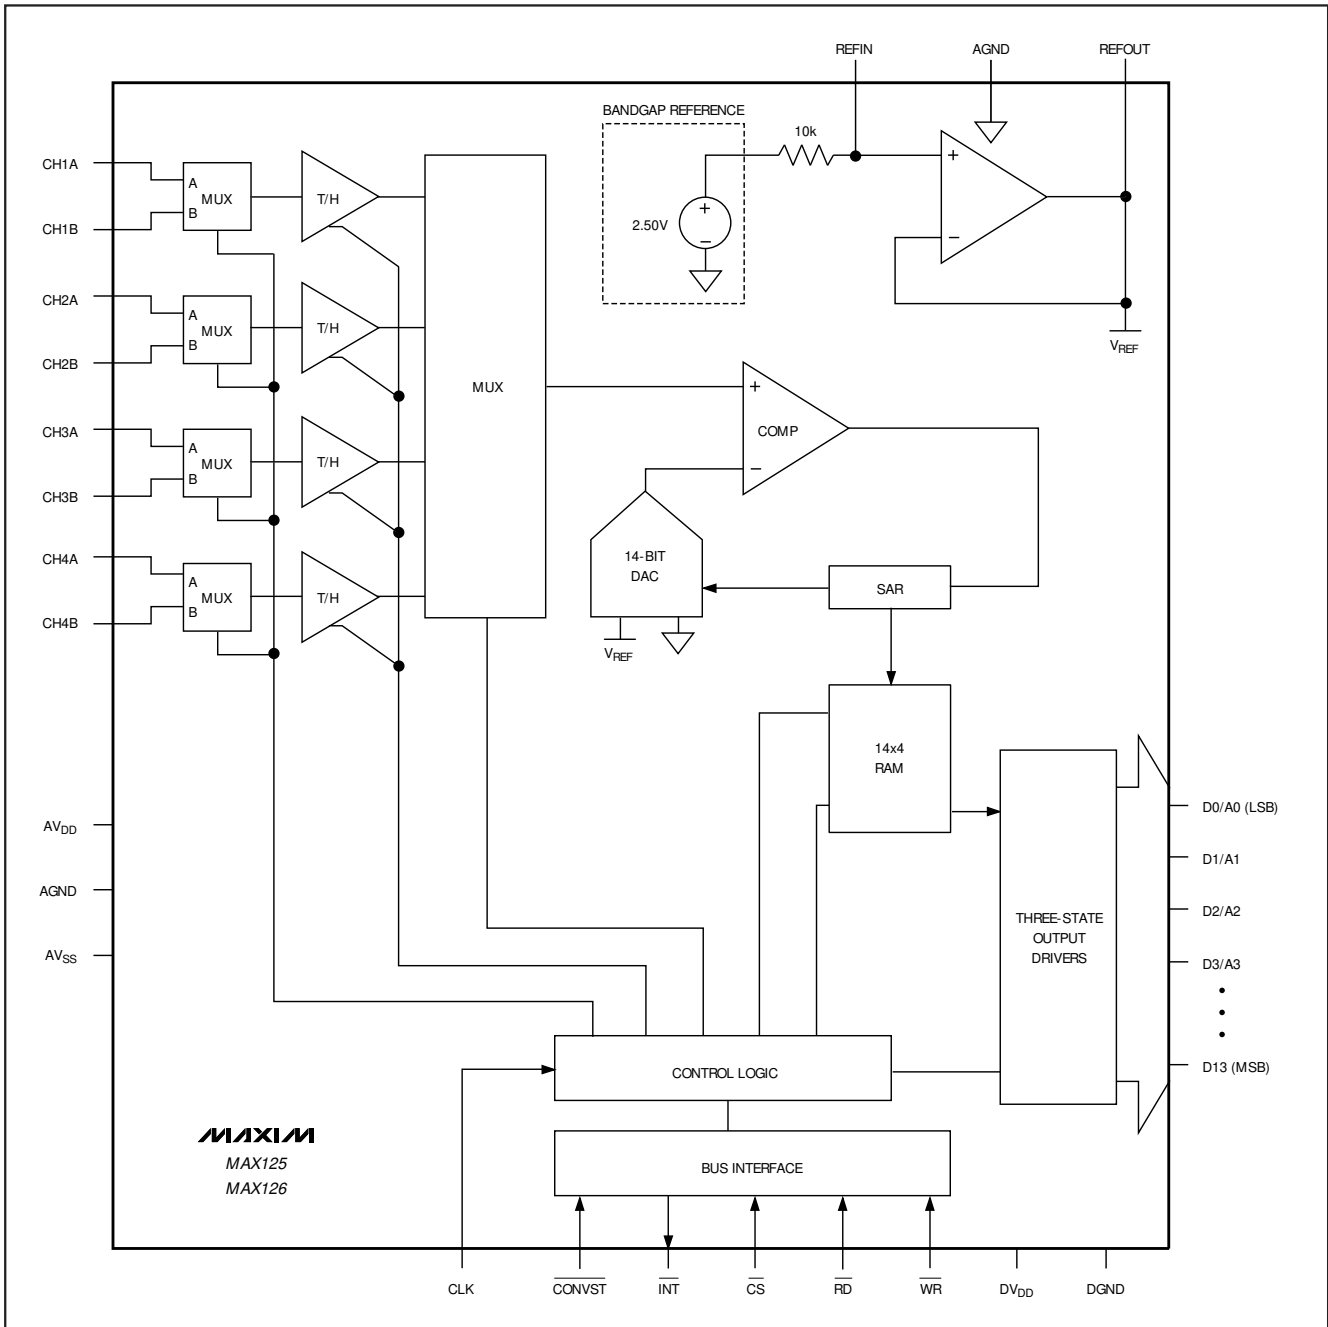 REFIN AGND REFOUT
BANDGAP REFERENCE
10k
2.50V
+
−
+
−
VREF
CH1A
CH1B
A
B
MUX
T/H
CH2A
CH2B
A
B
MUX
T/H
CH3A
CH3B
A
B
MUX
T/H
CH4A
CH4B
A
B
MUX
T/H
MUX
+
−
COMP
14-BIT
DAC
VREF
SAR
14x4
RAM
THREE-STATE
OUTPUT
DRIVERS
D0/A0 (LSB)
D1/A1
D2/A2
D3/A3
•
•
•
D13 (MSB)
AVDD
AGND
AVSS
CONTROL LOGIC
BUS INTERFACE
MAXIM
MAX125
MAX126
CLK CONVST INT CS RD WR DVDD DGND